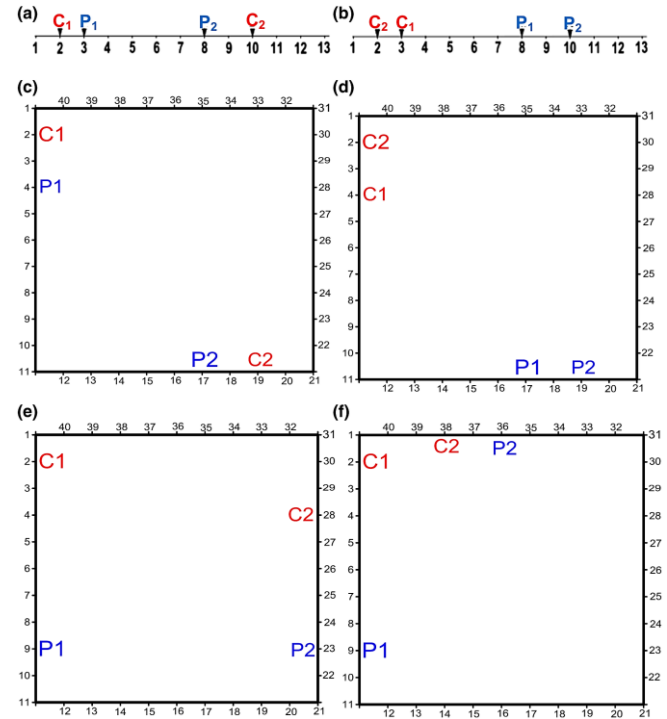 (a) C1 P1 P2 C2 (b) C2 C1 P1 P2
1 2 3 4 5 6 7 8 9 10 11 12 13 1 2 3 4 5 6 7 8 9 10 11 12 13
(c) (d)
40 39 38 37 36 35 34 33 32 40 39 38 37 36 35 34 33 32
1 31 1 31
2 C1 30 2 C2 30
3 29 3 29
4 P1 28 4 C1 28
5 27 5 27
6 26 6 26
7 25 7 25
8 24 8 24
9 23 9 23
10 P2 C2 22 10 P1 P2 22
11 11
12 13 14 15 16 17 18 19 20 21 12 13 14 15 16 17 18 19 20 21
(e) (f)
40 39 38 37 36 35 34 33 32 40 39 38 37 36 35 34 33 32
1 31 1 C2 P2 31
2 C1 30 2 C1 30
3 29 3 29
4 C2 28 4 28
5 27 5 27
6 26 6 26
7 25 7 25
8 24 8 24
9 P1 P2 23 9 P1 23
10 22 10 22
11 11
12 13 14 15 16 17 18 19 20 21 12 13 14 15 16 17 18 19 20 21